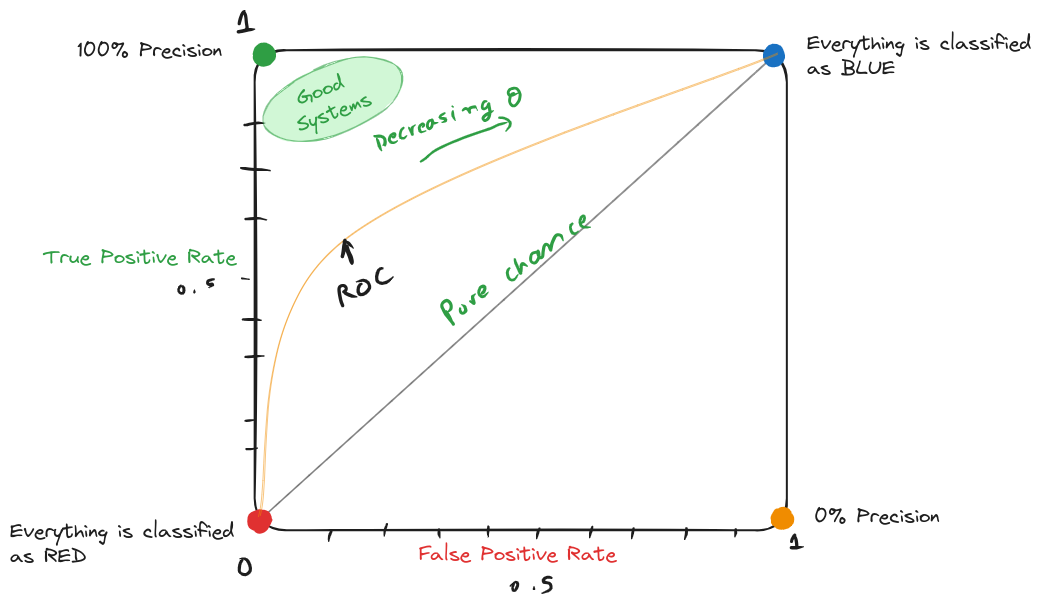 1
100% Precision
Everything is classified
as BLUE
Good
Systems
Decreasing θ
True Positive Rate
0.5
ROC
Pure chance
Everything is classified
as RED
0% Precision
1
False Positive Rate
0
0.5